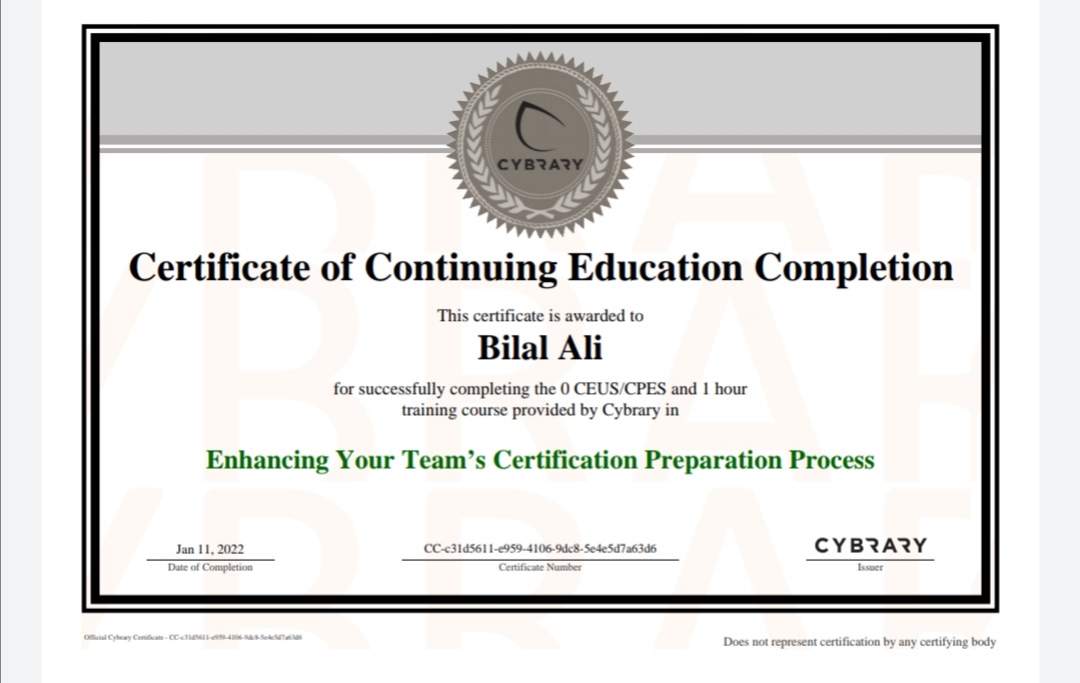 CYBRARY
Certificate of Continuing Education Completion
This certificate is awarded to
Bilal Ali
for successfully completing the 0 CEUS/CPES and 1 hour
training course provided by Cybrary in
Enhancing Your Team’s Certification Preparation Process
Jan 11, 2022
Date of Completion
CC-c31d5611-e959-4106-9dc8-5e4e5d7a63d6
Certificate Number
CYBRARY
Issuer
Official Cybrary Certificate - CC-c31d5611-e959-4106-9dc8-5e4e5d7a63d6
Does not represent certification by any certifying body